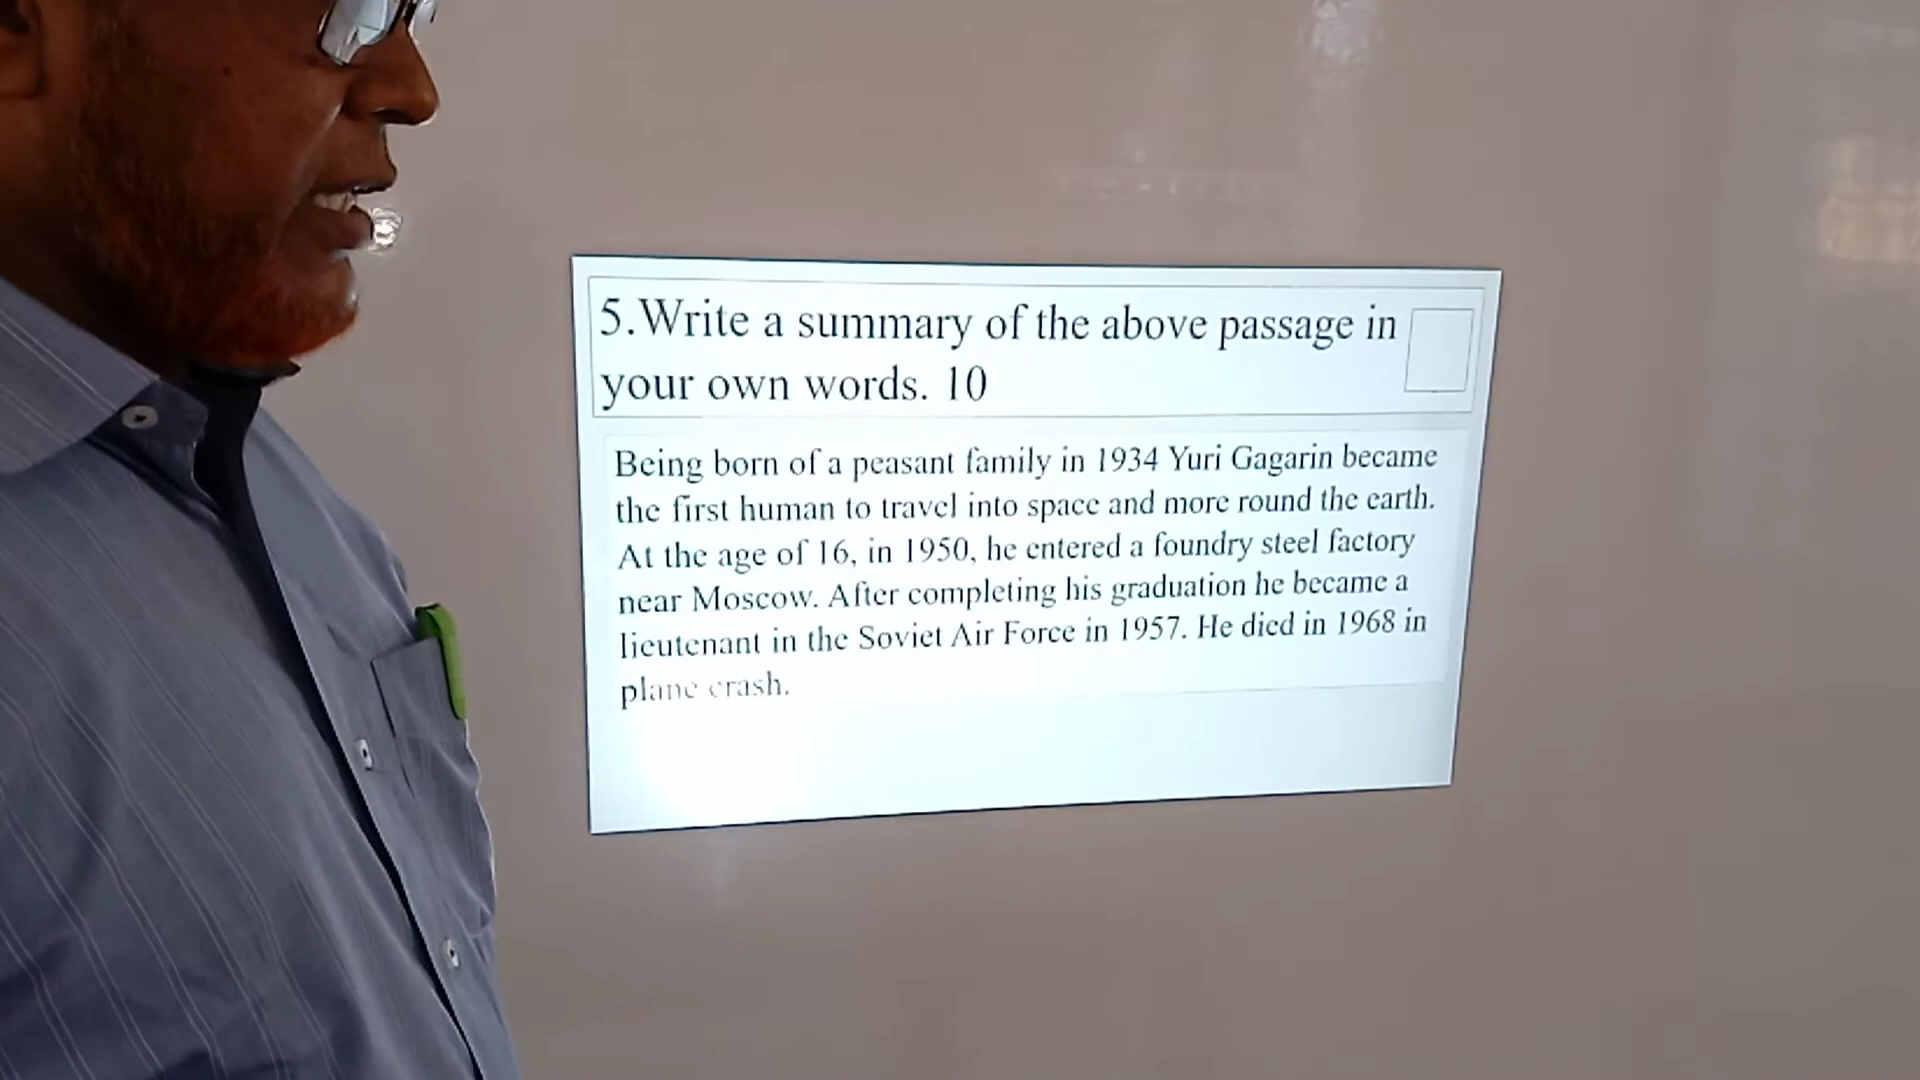 5.Write a summary of the above passage in
your own words. 10
Being born of a peasant family in 1934 Yuri Gagarin became
the first human to travel into space and more round the earth.
At the age of 16, in 1950, he entered a foundry steel factory
near Moscow. After completing his graduation he became a
lieutenant in the Soviet Air Force in 1957. He died in 1968 in
plane crash.